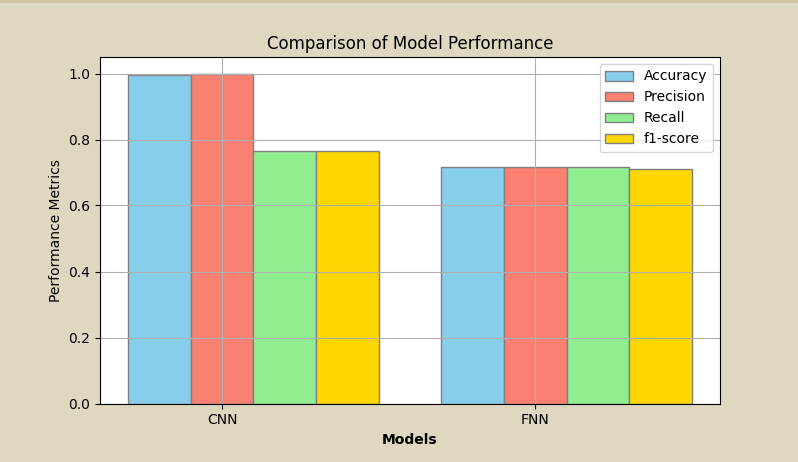 Comparison of Model Performance
1.0
0.8
0.6
0.4
0.2
0.0
Performance Metrics
Accuracy
Precision
Recall
f1-score
CNN
FNN
Models